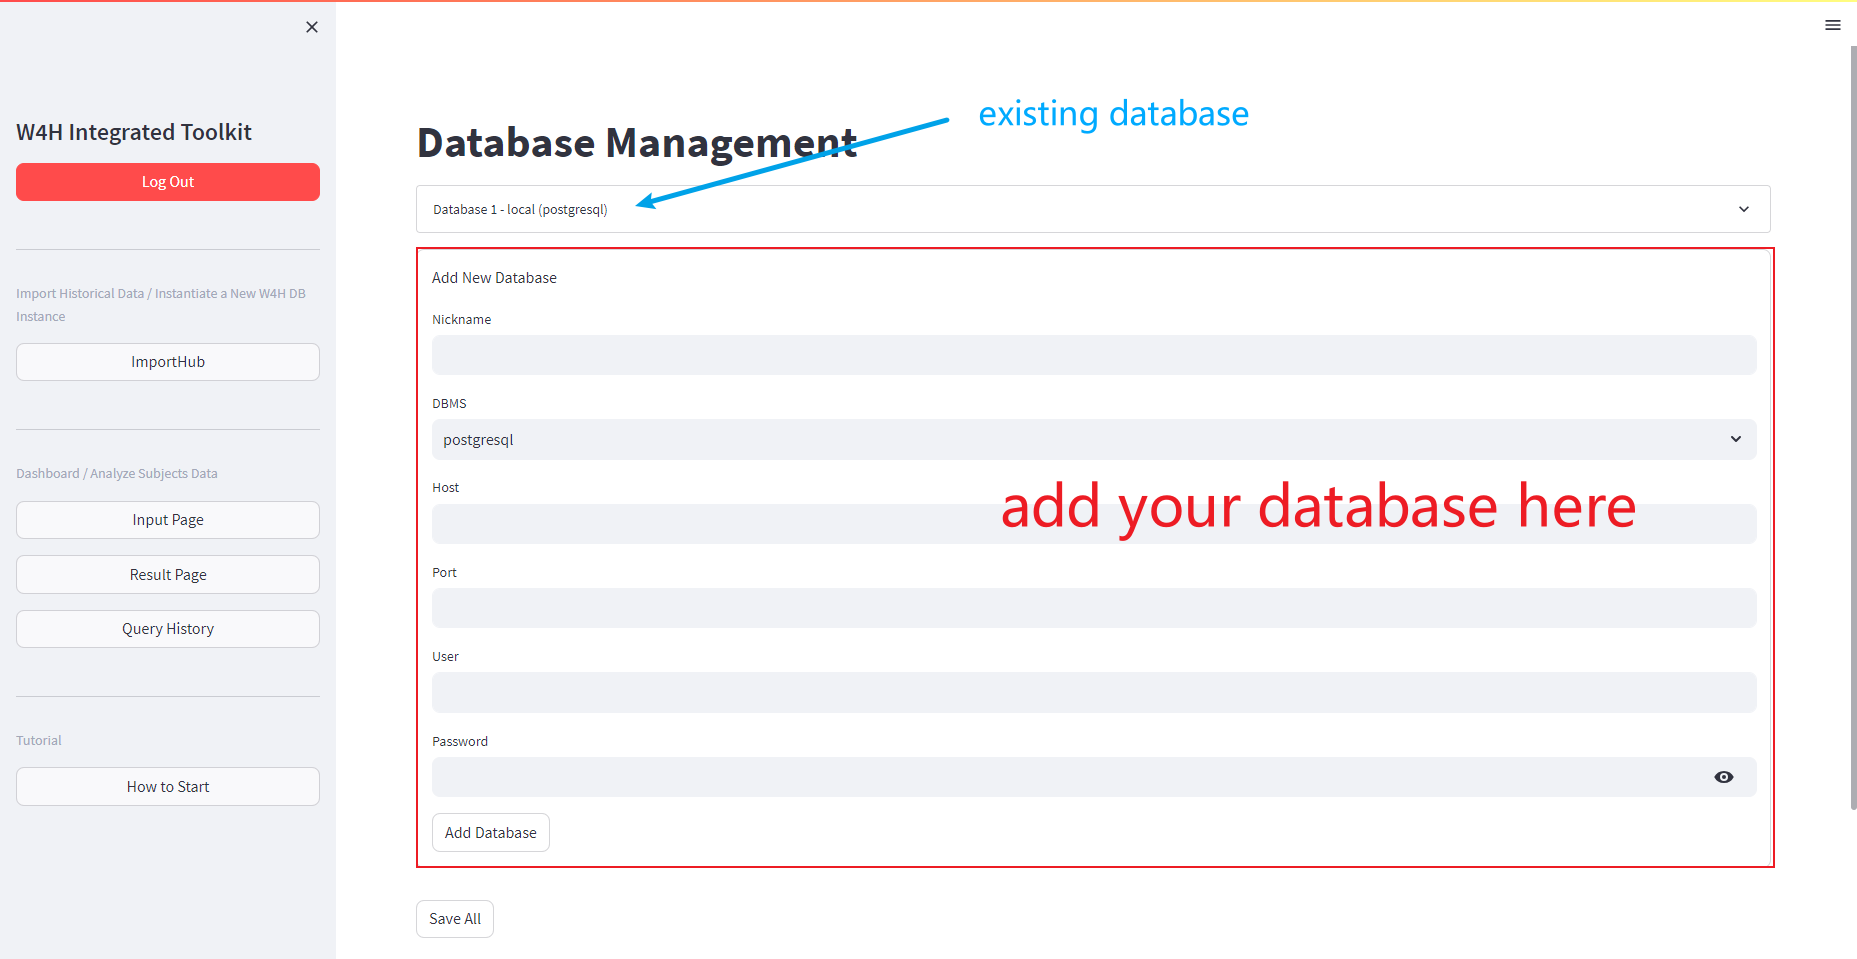 W4H Integrated Toolkit
Log Out
Import Historical Data / Instantiate a New W4H DB
Instance
ImportHub
Dashboard / Analyze Subjects Data
Input Page
Result Page
Query History
Tutorial
How to Start
existing database
Database Management
Database 1 - local (postgresql)
Add New Database
Nickname
DBMS
postgresql
Host
add your database here
Port
User
Password
Add Database
Save All